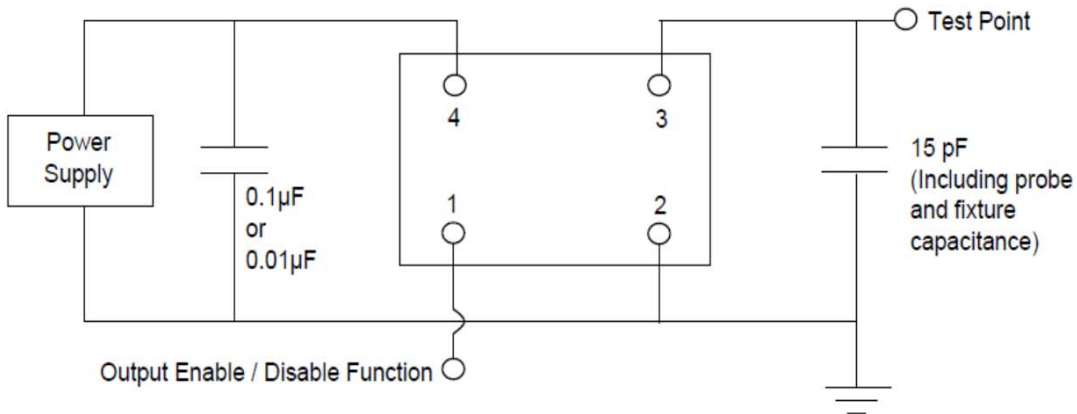 Test Point
4
3
Power
Supply
15 pF
(Including probe
and fixture
capacitance)
0.1µF
or
0.01µF
1
2
Output Enable / Disable Function